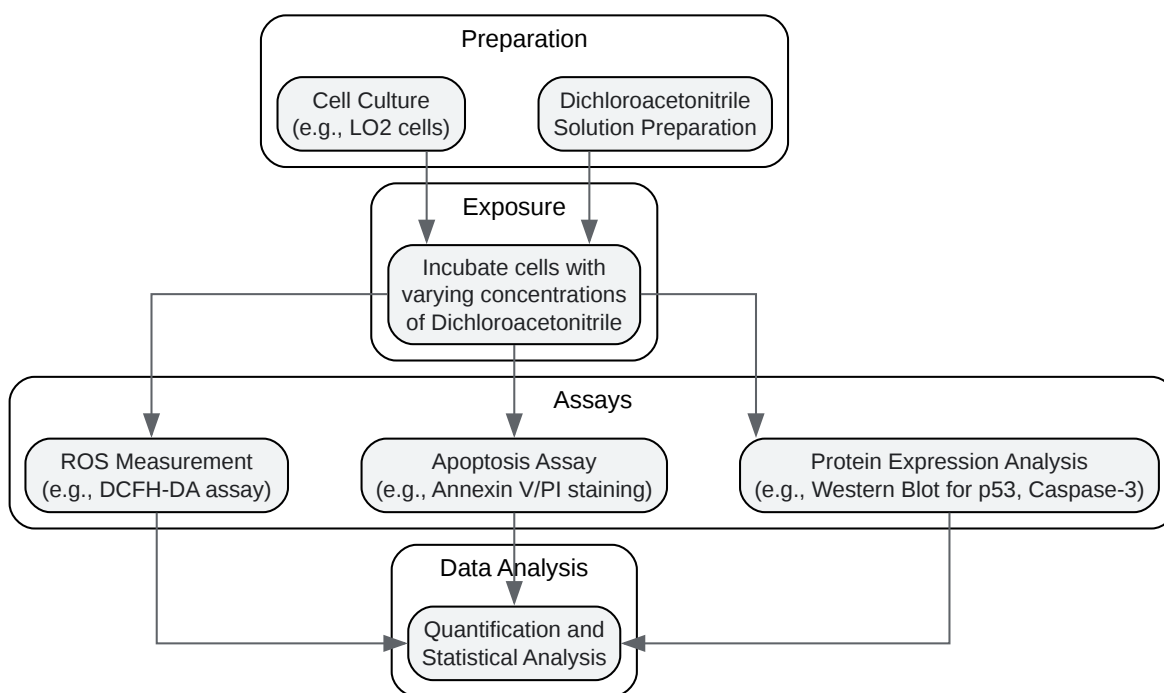 Preparation
Cell Culture
(e.g., LO2 cells)
Dichloroacetonitrile
Solution Preparation
Exposure
Incubate cells with
varying concentrations
of Dichloroacetonitrile
Assays
ROS Measurement
(e.g., DCFH-DA assay)
Apoptosis Assay
(e.g., Annexin V/PI staining)
Protein Expression Analysis
(e.g., Western Blot for p53, Caspase-3)
Data Analysis
Quantification and
Statistical Analysis